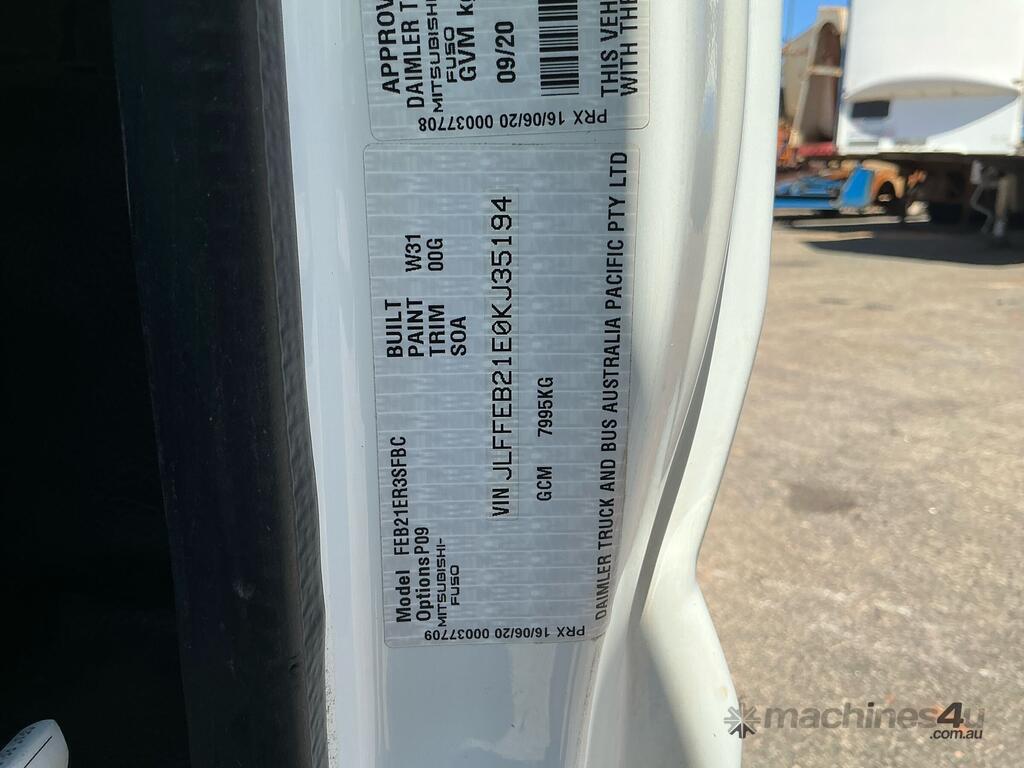 APPROV
DAIMLER T
MITSUBISHI-
FUSO
GVM kg
09/20
THIS VEH
WITH THE
PRX 16/06/20 00037708
Model FEB21ER3SFBC
Options P09
MITSUBISHI-
FUSO
BUILT
PAINT W31
TRIM 00G
SOA
VIN JLFFEB21E0KJ35194
GCM 7995KG
DAIMLER TRUCK AND BUS AUSTRALIA PACIFIC PTY LTD
PRX 16/06/20 00037709
machines4u
.com.au